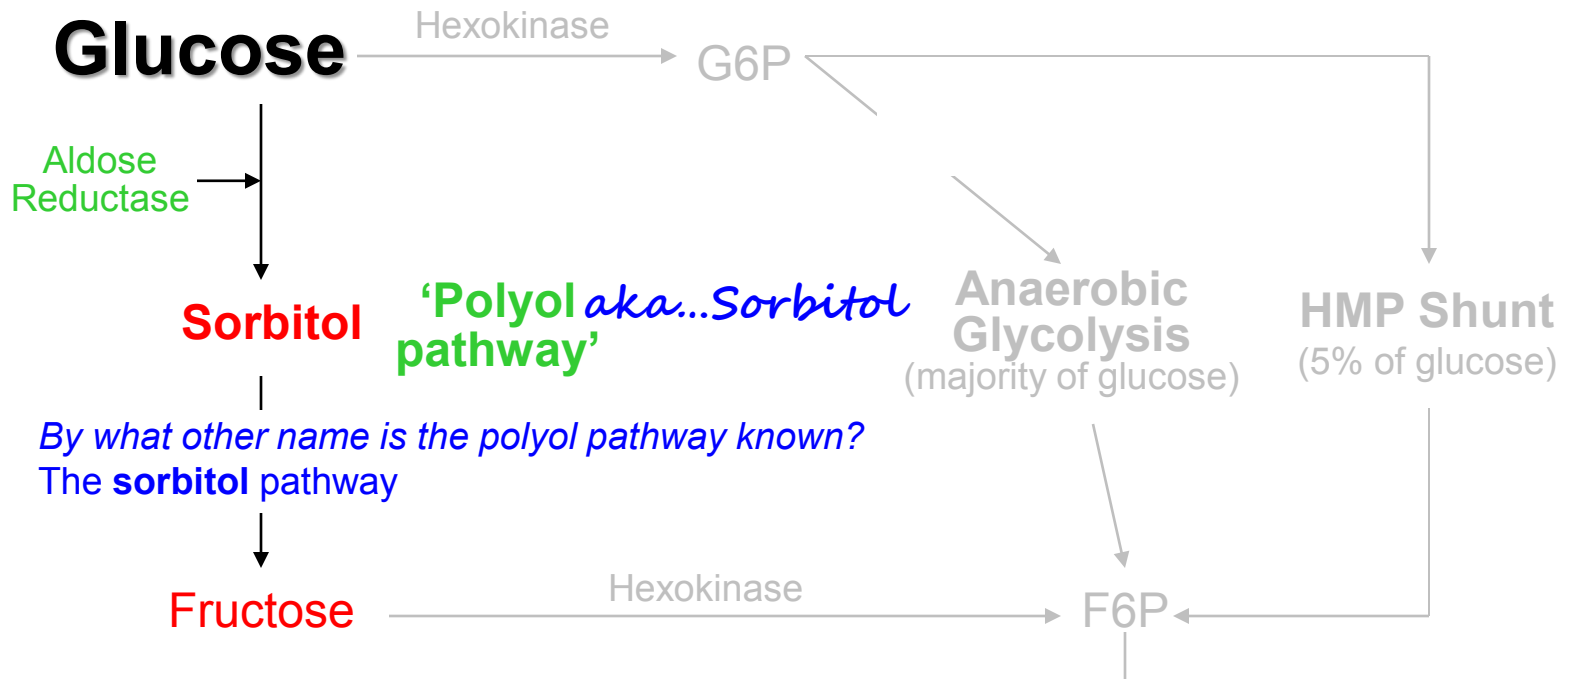 Glucose
Hexokinase
G6P
Aldose
Reductase
Sorbitol
‘Polyol aka...Sorbitol
pathway’
Anaerobic
Glycolysis
(majority of glucose)
HMP Shunt
(5% of glucose)
By what other name is the polyol pathway known?
The sorbitol pathway
Fructose
Hexokinase
F6P